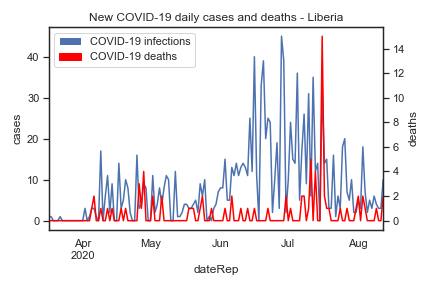 New COVID-19 daily cases and deaths - Liberia
COVID-19 infections
COVID-19 deaths
40
30
20
10
0
cases
14
12
10
8
6
4
2
0
deaths
Apr
2020
May
Jun
Jul
Aug
dateRep